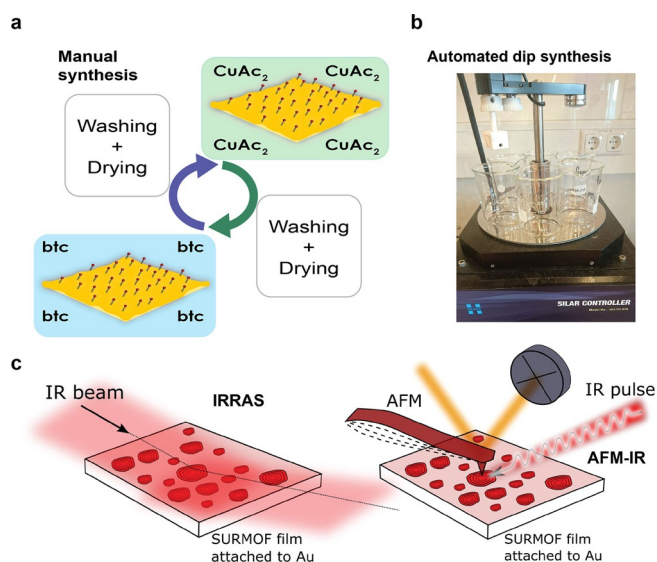 a
Manual
synthesis
Washing
+
Drying
CuAc₂ CuAc₂
CuAc₂ CuAc₂
Washing
+
Drying
btc btc
btc btc
b
Automated dip synthesis
SILAR CONTROLLER
c
IR beam
IRRAS
SURMOF film
attached to Au
AFM
IR pulse
AFM-IR
SURMOF film
attached to Au